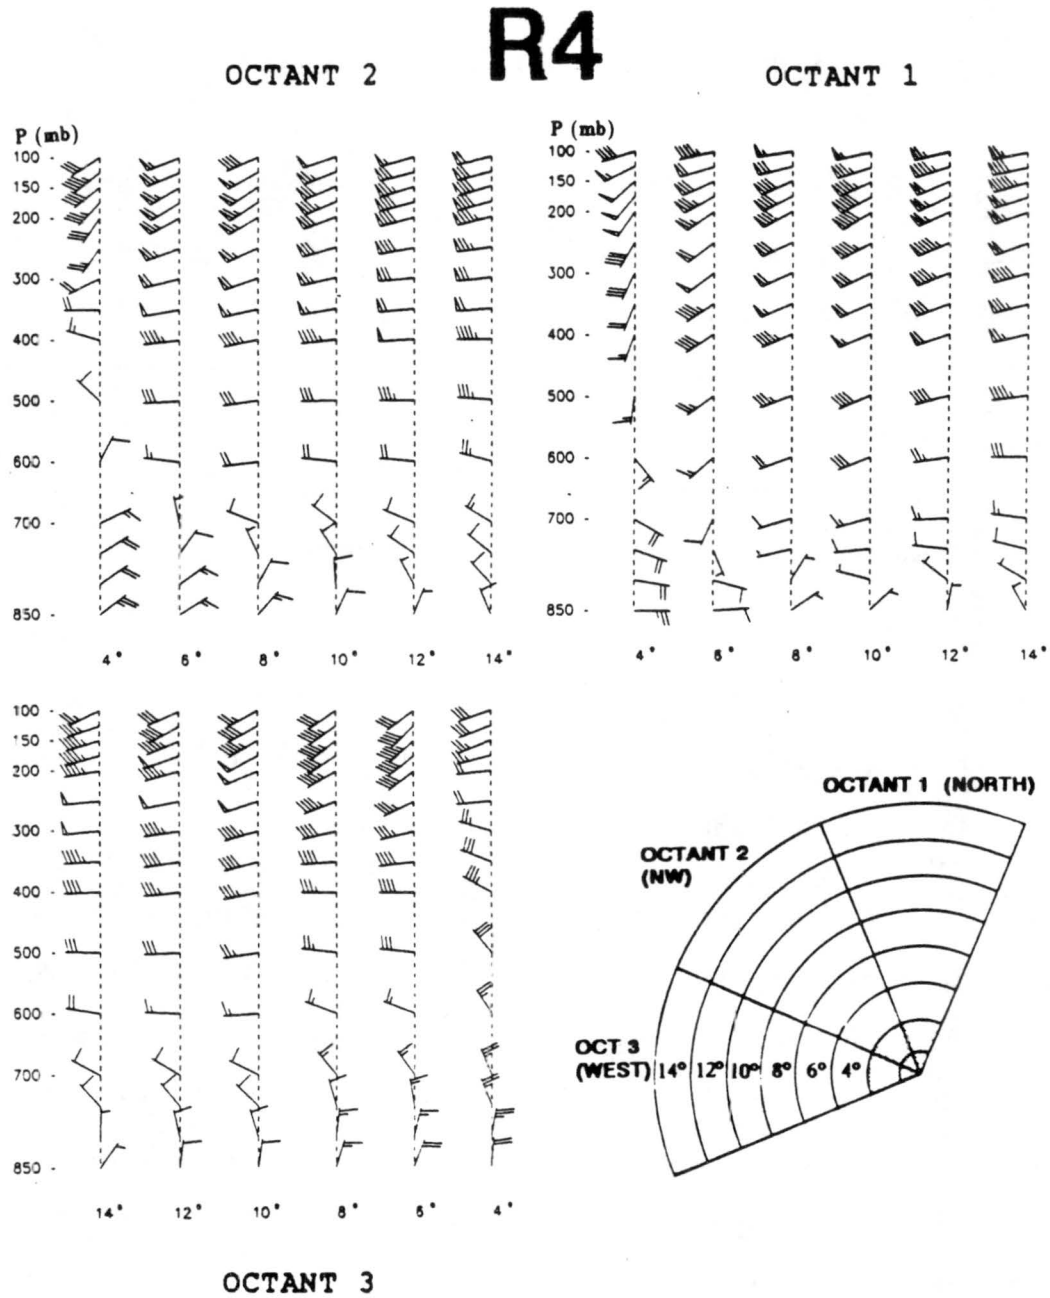 R4
OCTANT 2
OCTANT 1
P (mb)
100 -
150 -
200 -
300 -
400 -
500 -
600 -
700 -
850 -
4° 6° 8° 10° 12° 14°
P (mb)
100 -
150 -
200 -
300 -
400 -
500 -
600 -
700 -
850 -
4° 6° 8° 10° 12° 14°
100 -
150 -
200 -
300 -
400 -
500 -
600 -
700 -
850 -
14° 12° 10° 8° 6° 4°
OCTANT 3
OCTANT 1 (NORTH)
OCTANT 2
(NW)
OCT 3
(WEST) 14° 12° 10° 8° 6° 4°